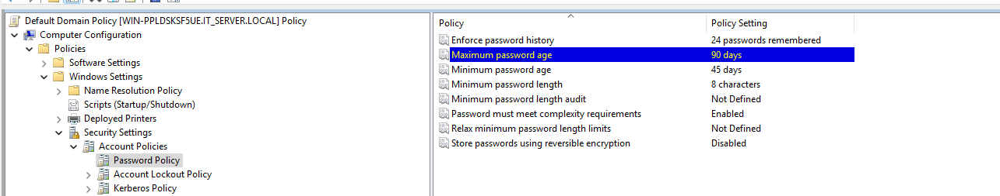 Default Domain Policy [WIN-PPLDSKSF5UE.IT_SERVER.LOCAL] Policy
Computer Configuration
Policies
Software Settings
Windows Settings
Name Resolution Policy
Scripts (Startup/Shutdown)
Deployed Printers
Security Settings
Account Policies
Password Policy
Account Lockout Policy
Kerberos Policy
Policy Policy Setting
Enforce password history 24 passwords remembered
Maximum password age 90 days
Minimum password age 45 days
Minimum password length 8 characters
Minimum password length audit Not Defined
Password must meet complexity requirements Enabled
Relax minimum password length limits Not Defined
Store passwords using reversible encryption Disabled